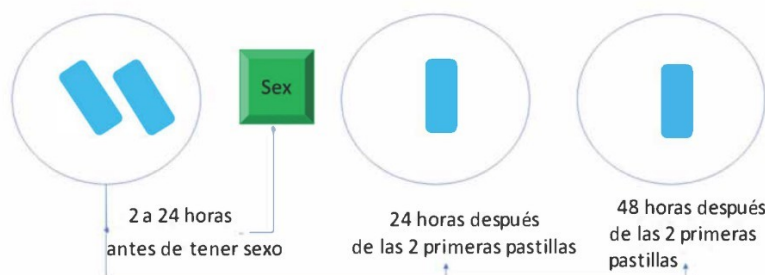 Sex
2 a 24 horas
antes de tener sexo
24 horas después
de las 2 primeras pastillas
48 horas después
de las 2 primeras
pastillas